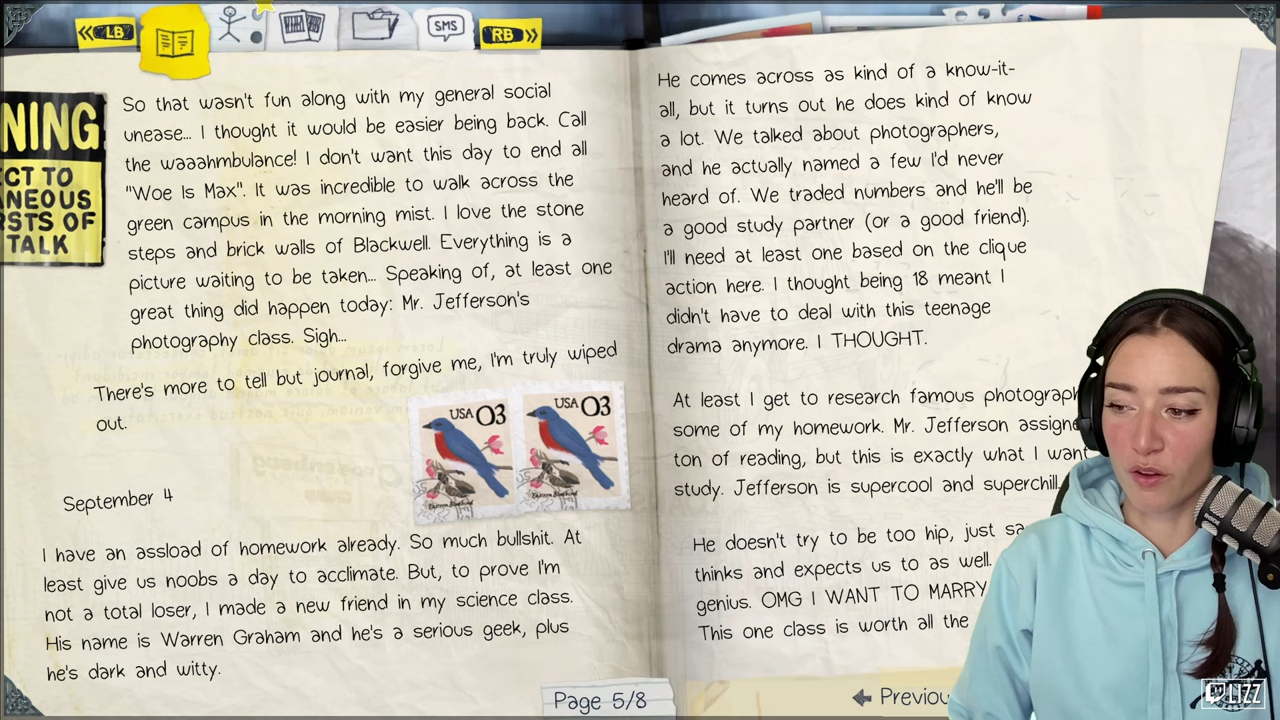 LB
SMS
RB
NING
ECT TO
ANEOUS
RSTS OF
TALK
So that wasn't fun along with my general social
unease... I thought it would be easier being back. Call
the waaahmbulance! I don't want this day to end all
"Woe Is Max". It was incredible to walk across the
green campus in the morning mist. I love the stone
steps and brick walls of Blackwell. Everything is a
picture waiting to be taken... Speaking of, at least one
great thing did happen today: Mr. Jefferson's
photography class. Sigh...
There's more to tell but journal, forgive me, I'm truly wiped
out.
USA 03
USA 03
Eastern Bluebird
Eastern Bluebird
September 4
I have an assload of homework already. So much bullshit. At
least give us noobs a day to acclimate. But, to prove I'm
not a total loser, I made a new friend in my science class.
His name is Warren Graham and he's a serious geek, plus
he's dark and witty.
He comes across as kind of a know-it-
all, but it turns out he does kind of know
a lot. We talked about photographers,
and he actually named a few I'd never
heard of. We traded numbers and he'll be
a good study partner (or a good friend).
I'll need at least one based on the clique
action here. I thought being 18 meant I
didn't have to deal with this teenage
drama anymore. I THOUGHT.
At least I get to research famous photograph
some of my homework. Mr. Jefferson assigne
ton of reading, but this is exactly what I want
study. Jefferson is supercool and superchill.
He doesn't try to be too hip, just sa
thinks and expects us to as well.
genius. OMG I WANT TO MARRY
This one class is worth all the
Page 5/8
Previou
LIZZ